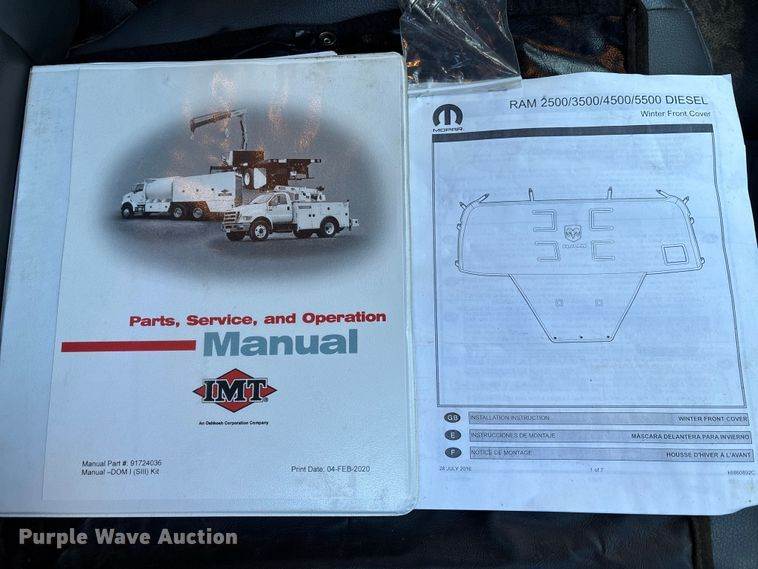 Parts, Service, and Operation
Manual
IMT
An Oshkosh Corporation Company
Manual Part #: 91724036
Manual –DOM I (SIII) Kit
Print Date: 04-FEB-2020
MOPAR
RAM 2500/3500/4500/5500 DIESEL
Winter Front Cover
GB INSTALLATION INSTRUCTION WINTER FRONT COVER
E INSTRUCCIONES DE MONTAJE MÁSCARA DELANTERA PARA INVIERNO
F NOTICE DE MONTAGE HOUSSE D'HIVER À L'AVANT
1 of 7
Purple Wave Auction